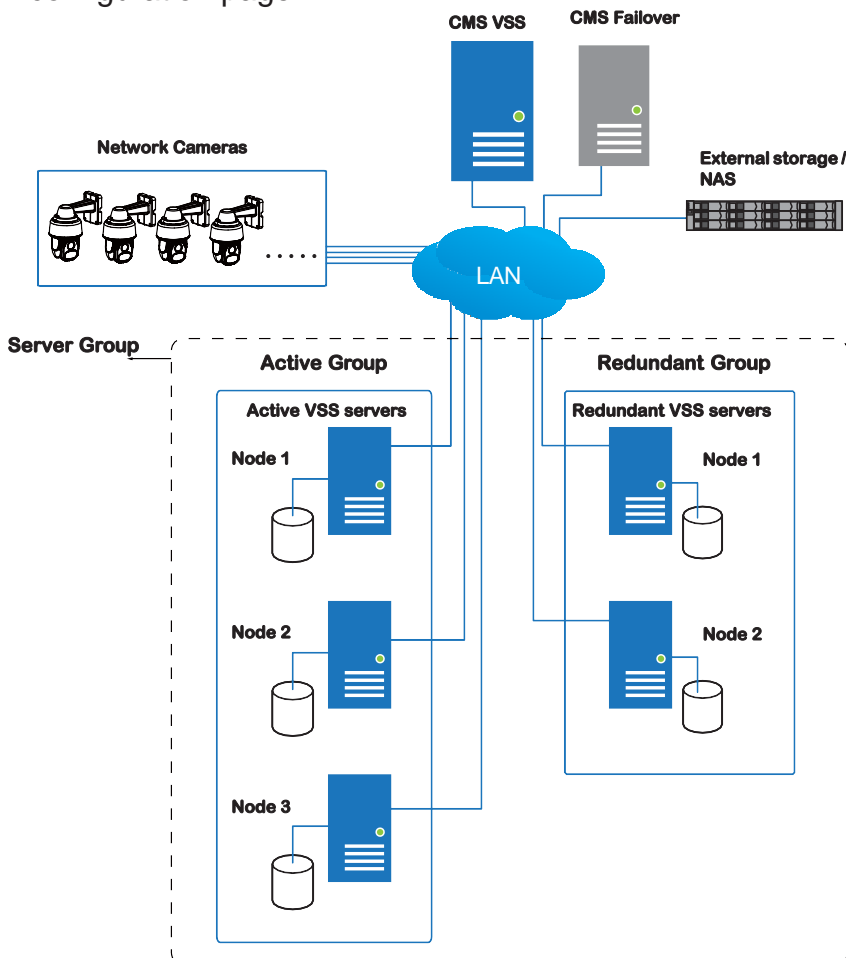 CMS VSS
CMS Failover
Network Cameras
External storage /
NAS
.....
LAN
Server Group
Active Group
Redundant Group
Active VSS servers
Redundant VSS servers
Node 1
Node 1
Node 2
Node 2
Node 3